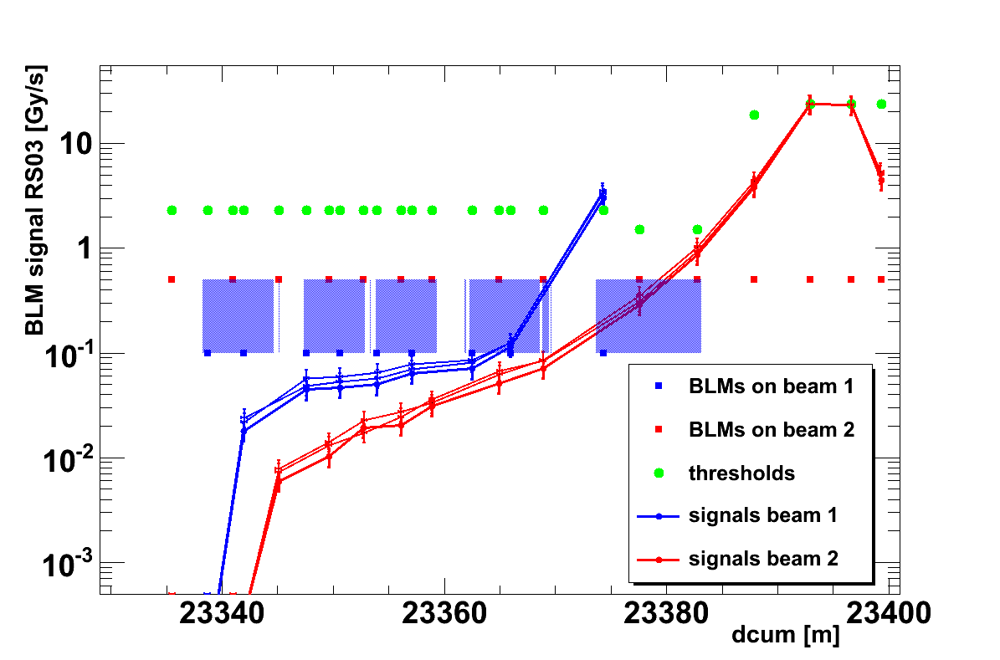 BLM signal RS03 [Gy/s]
10
1
10-1
10-2
10-3
23340
23360
23380
23400
dcum [m]
BLMs on beam 1
BLMs on beam 2
thresholds
signals beam 1
signals beam 2